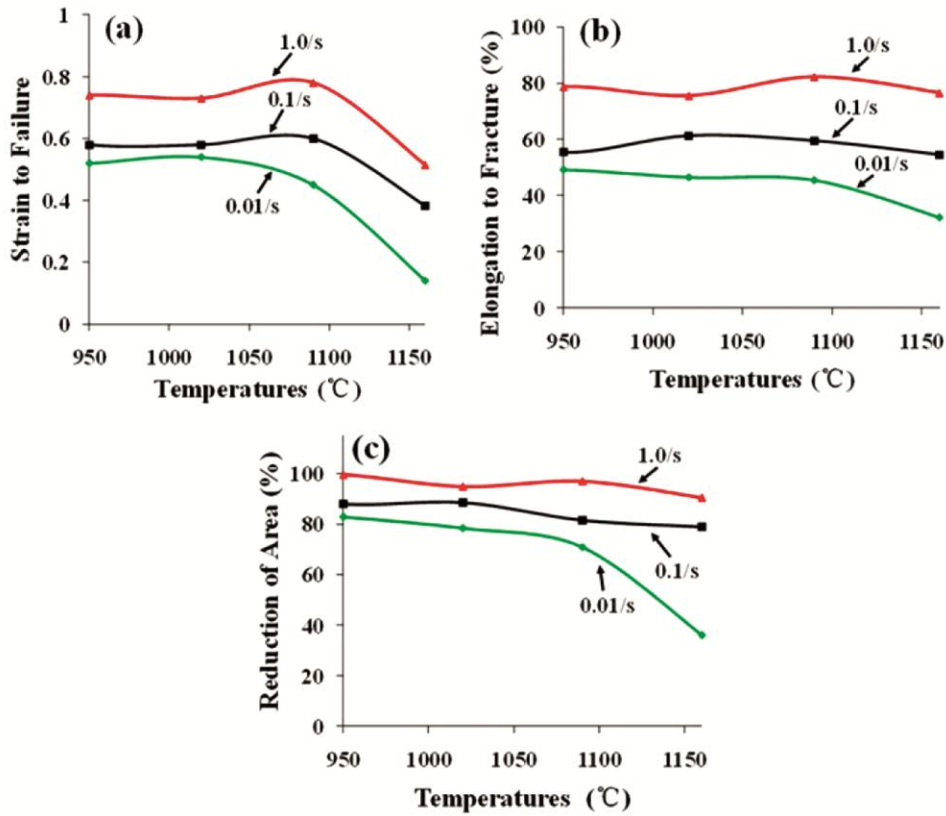 (a)
Strain to Failure
1
0.8
0.6
0.4
0.2
0
1.0/s
0.1/s
0.01/s
950 1000 1050 1100 1150
Temperatures (℃)
(b)
Elongation to Fracture (%)
100
80
60
40
20
0
1.0/s
0.1/s
0.01/s
950 1000 1050 1100 1150
Temperatures (℃)
(c)
Reduction of Area (%)
100
80
60
40
20
0
1.0/s
0.1/s
0.01/s
950 1000 1050 1100 1150
Temperatures (℃)